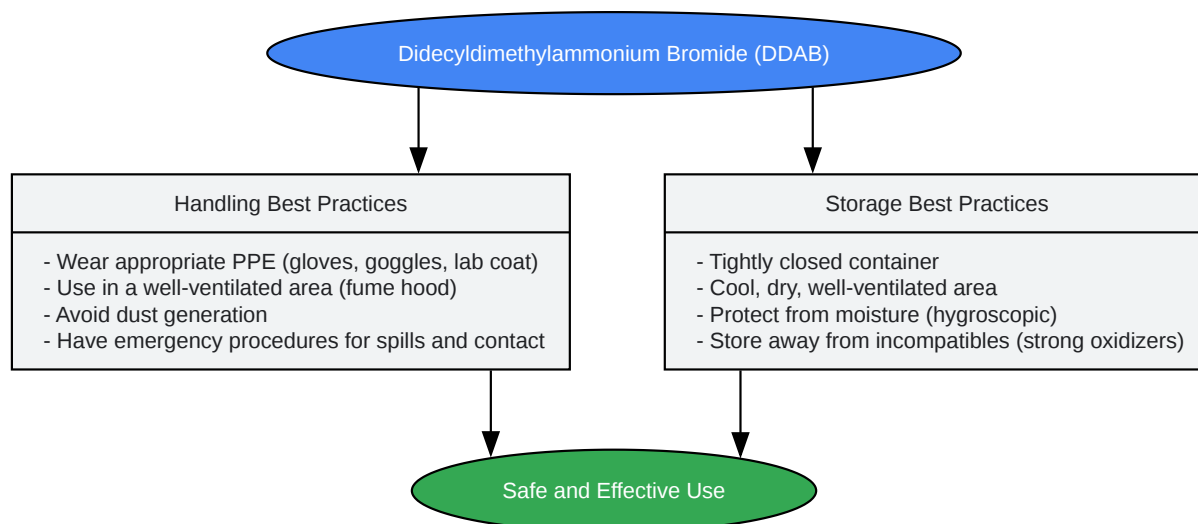 Didecyldimethylammonium Bromide (DDAB)
Handling Best Practices
- Wear appropriate PPE (gloves, goggles, lab coat)
- Use in a well-ventilated area (fume hood)
- Avoid dust generation
- Have emergency procedures for spills and contact
Storage Best Practices
- Tightly closed container
- Cool, dry, well-ventilated area
- Protect from moisture (hygroscopic)
- Store away from incompatibles (strong oxidizers)
Safe and Effective Use